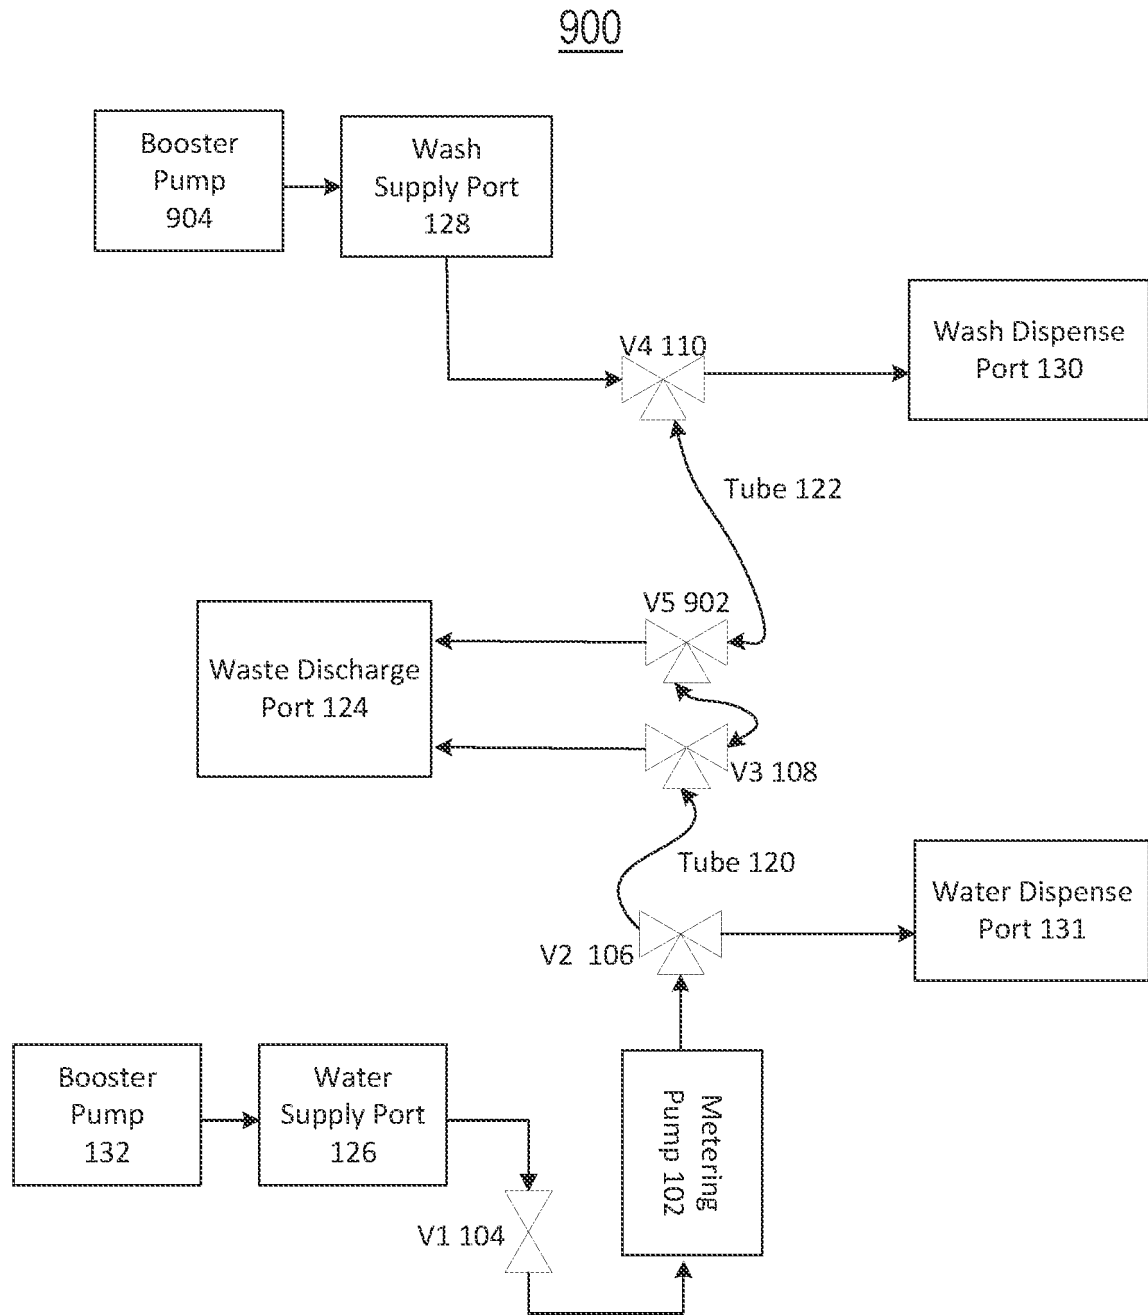 900
Booster
Pump
904
Wash
Supply Port
128
V4 110
Wash Dispense
Port 130
Tube 122
V5 902
Waste Discharge
Port 124
V3 108
Tube 120
V2 106
Water Dispense
Port 131
Booster
Pump
132
Water
Supply Port
126
V1 104
Metering
Pump 102